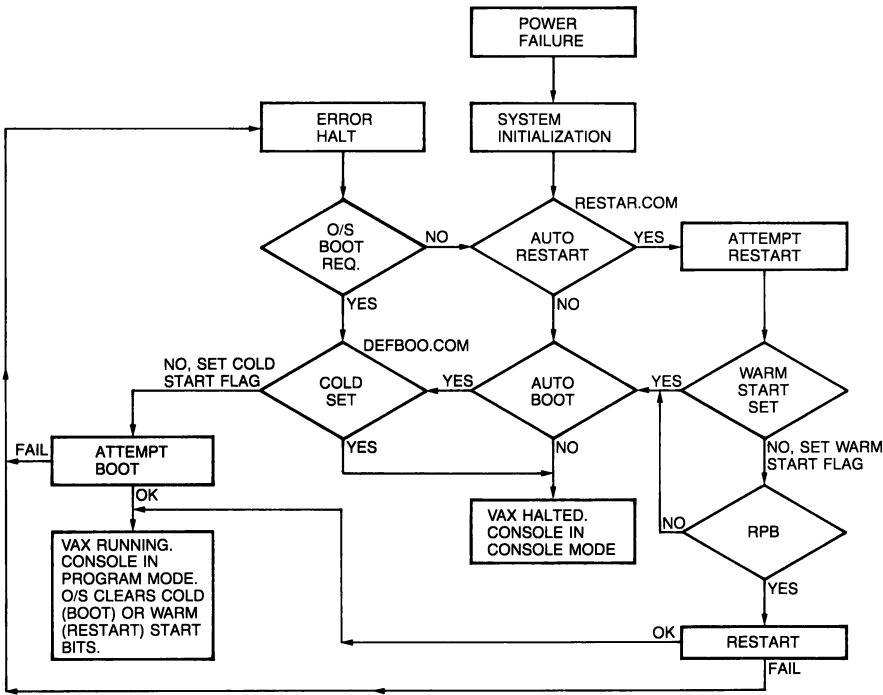 POWER
FAILURE
ERROR
HALT
SYSTEM
INITIALIZATION
RESTAR.COM
O/S
BOOT
REQ.
NO
AUTO
RESTART
YES
ATTEMPT
RESTART
YES
NO
DEFBOO.COM
NO, SET COLD
START FLAG
COLD
SET
YES
AUTO
BOOT
YES
WARM
START
SET
FAIL
ATTEMPT
BOOT
YES
NO
NO, SET WARM
START FLAG
OK
VAX HALTED.
CONSOLE IN
CONSOLE MODE
NO
RPB
VAX RUNNING.
CONSOLE IN
PROGRAM MODE.
O/S CLEARS COLD
(BOOT) OR WARM
(RESTART) START
BITS.
YES
OK
RESTART
FAIL